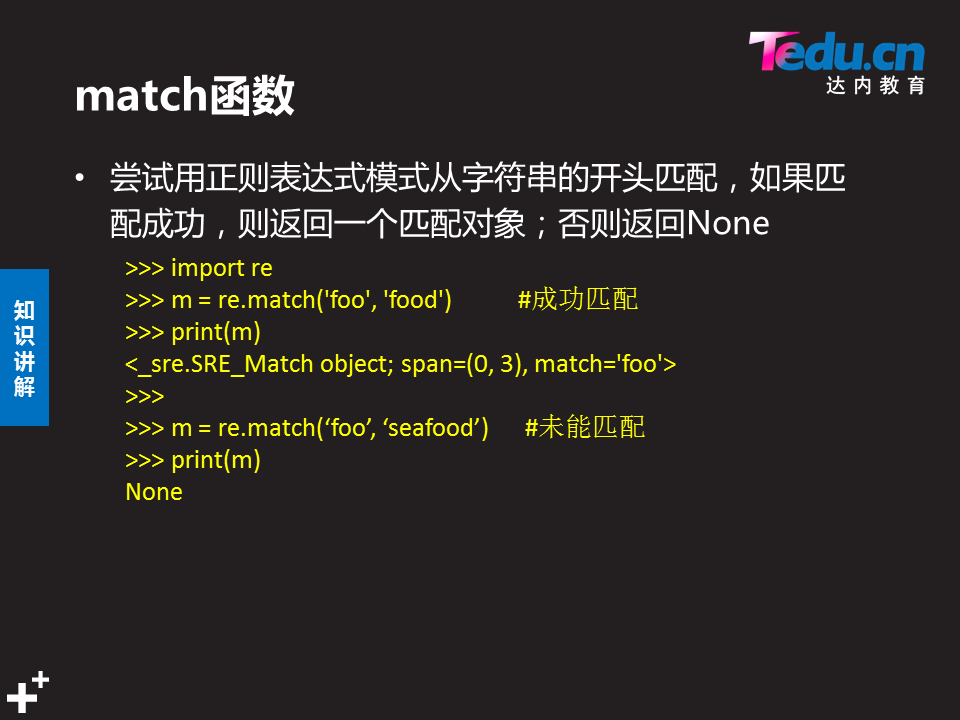 Tedu.cn
达内教育
match函数
• 尝试用正则表达式模式从字符串的开头匹配，如果匹
配成功，则返回一个匹配对象；否则返回None
>>> import re
>>> m = re.match('foo', 'food') #成功匹配
>>> print(m)
<_sre.SRE_Match object; span=(0, 3), match='foo'>
>>>
>>> m = re.match(‘foo’, ‘seafood’) #未能匹配
>>> print(m)
None
知
识
讲
解